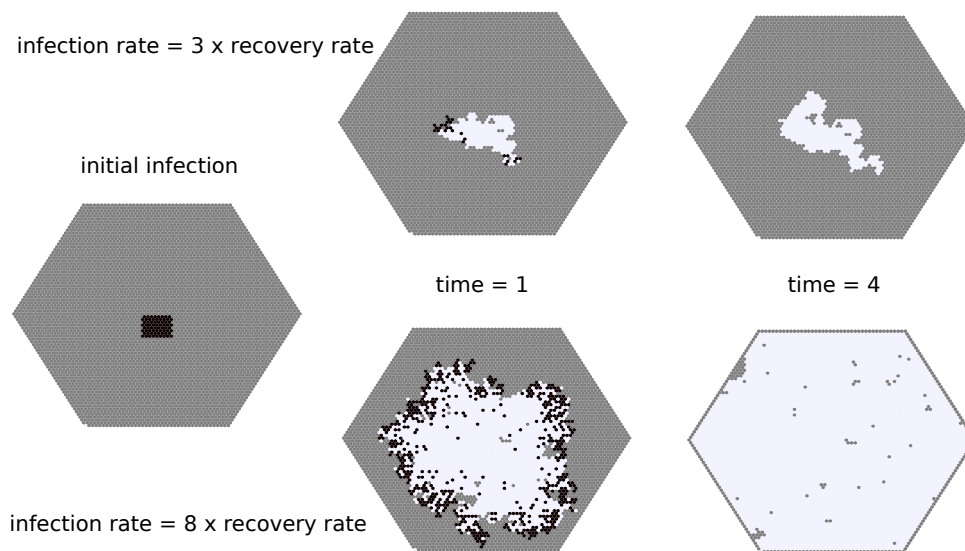 infection rate = 3 x recovery rate
initial infection
time = 1
time = 4
infection rate = 8 x recovery rate